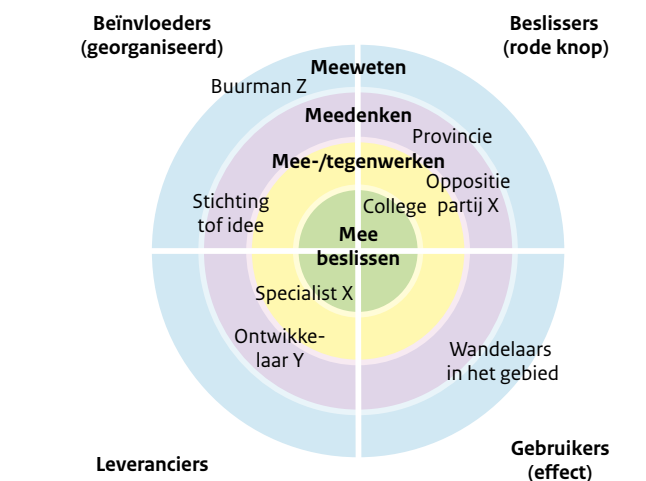 Beïnvloeders
(georganiseerd)
Beslissers
(rode knop)
Meeweten
Buurman Z
Meedenken
Provincie
Mee-/tegenwerken
Oppositie
partij X
Stichting
tof idee
College
Mee
beslissen
Specialist X
Ontwikke-
laar Y
Wandelaars
in het gebied
Leveranciers
Gebruikers
(effect)